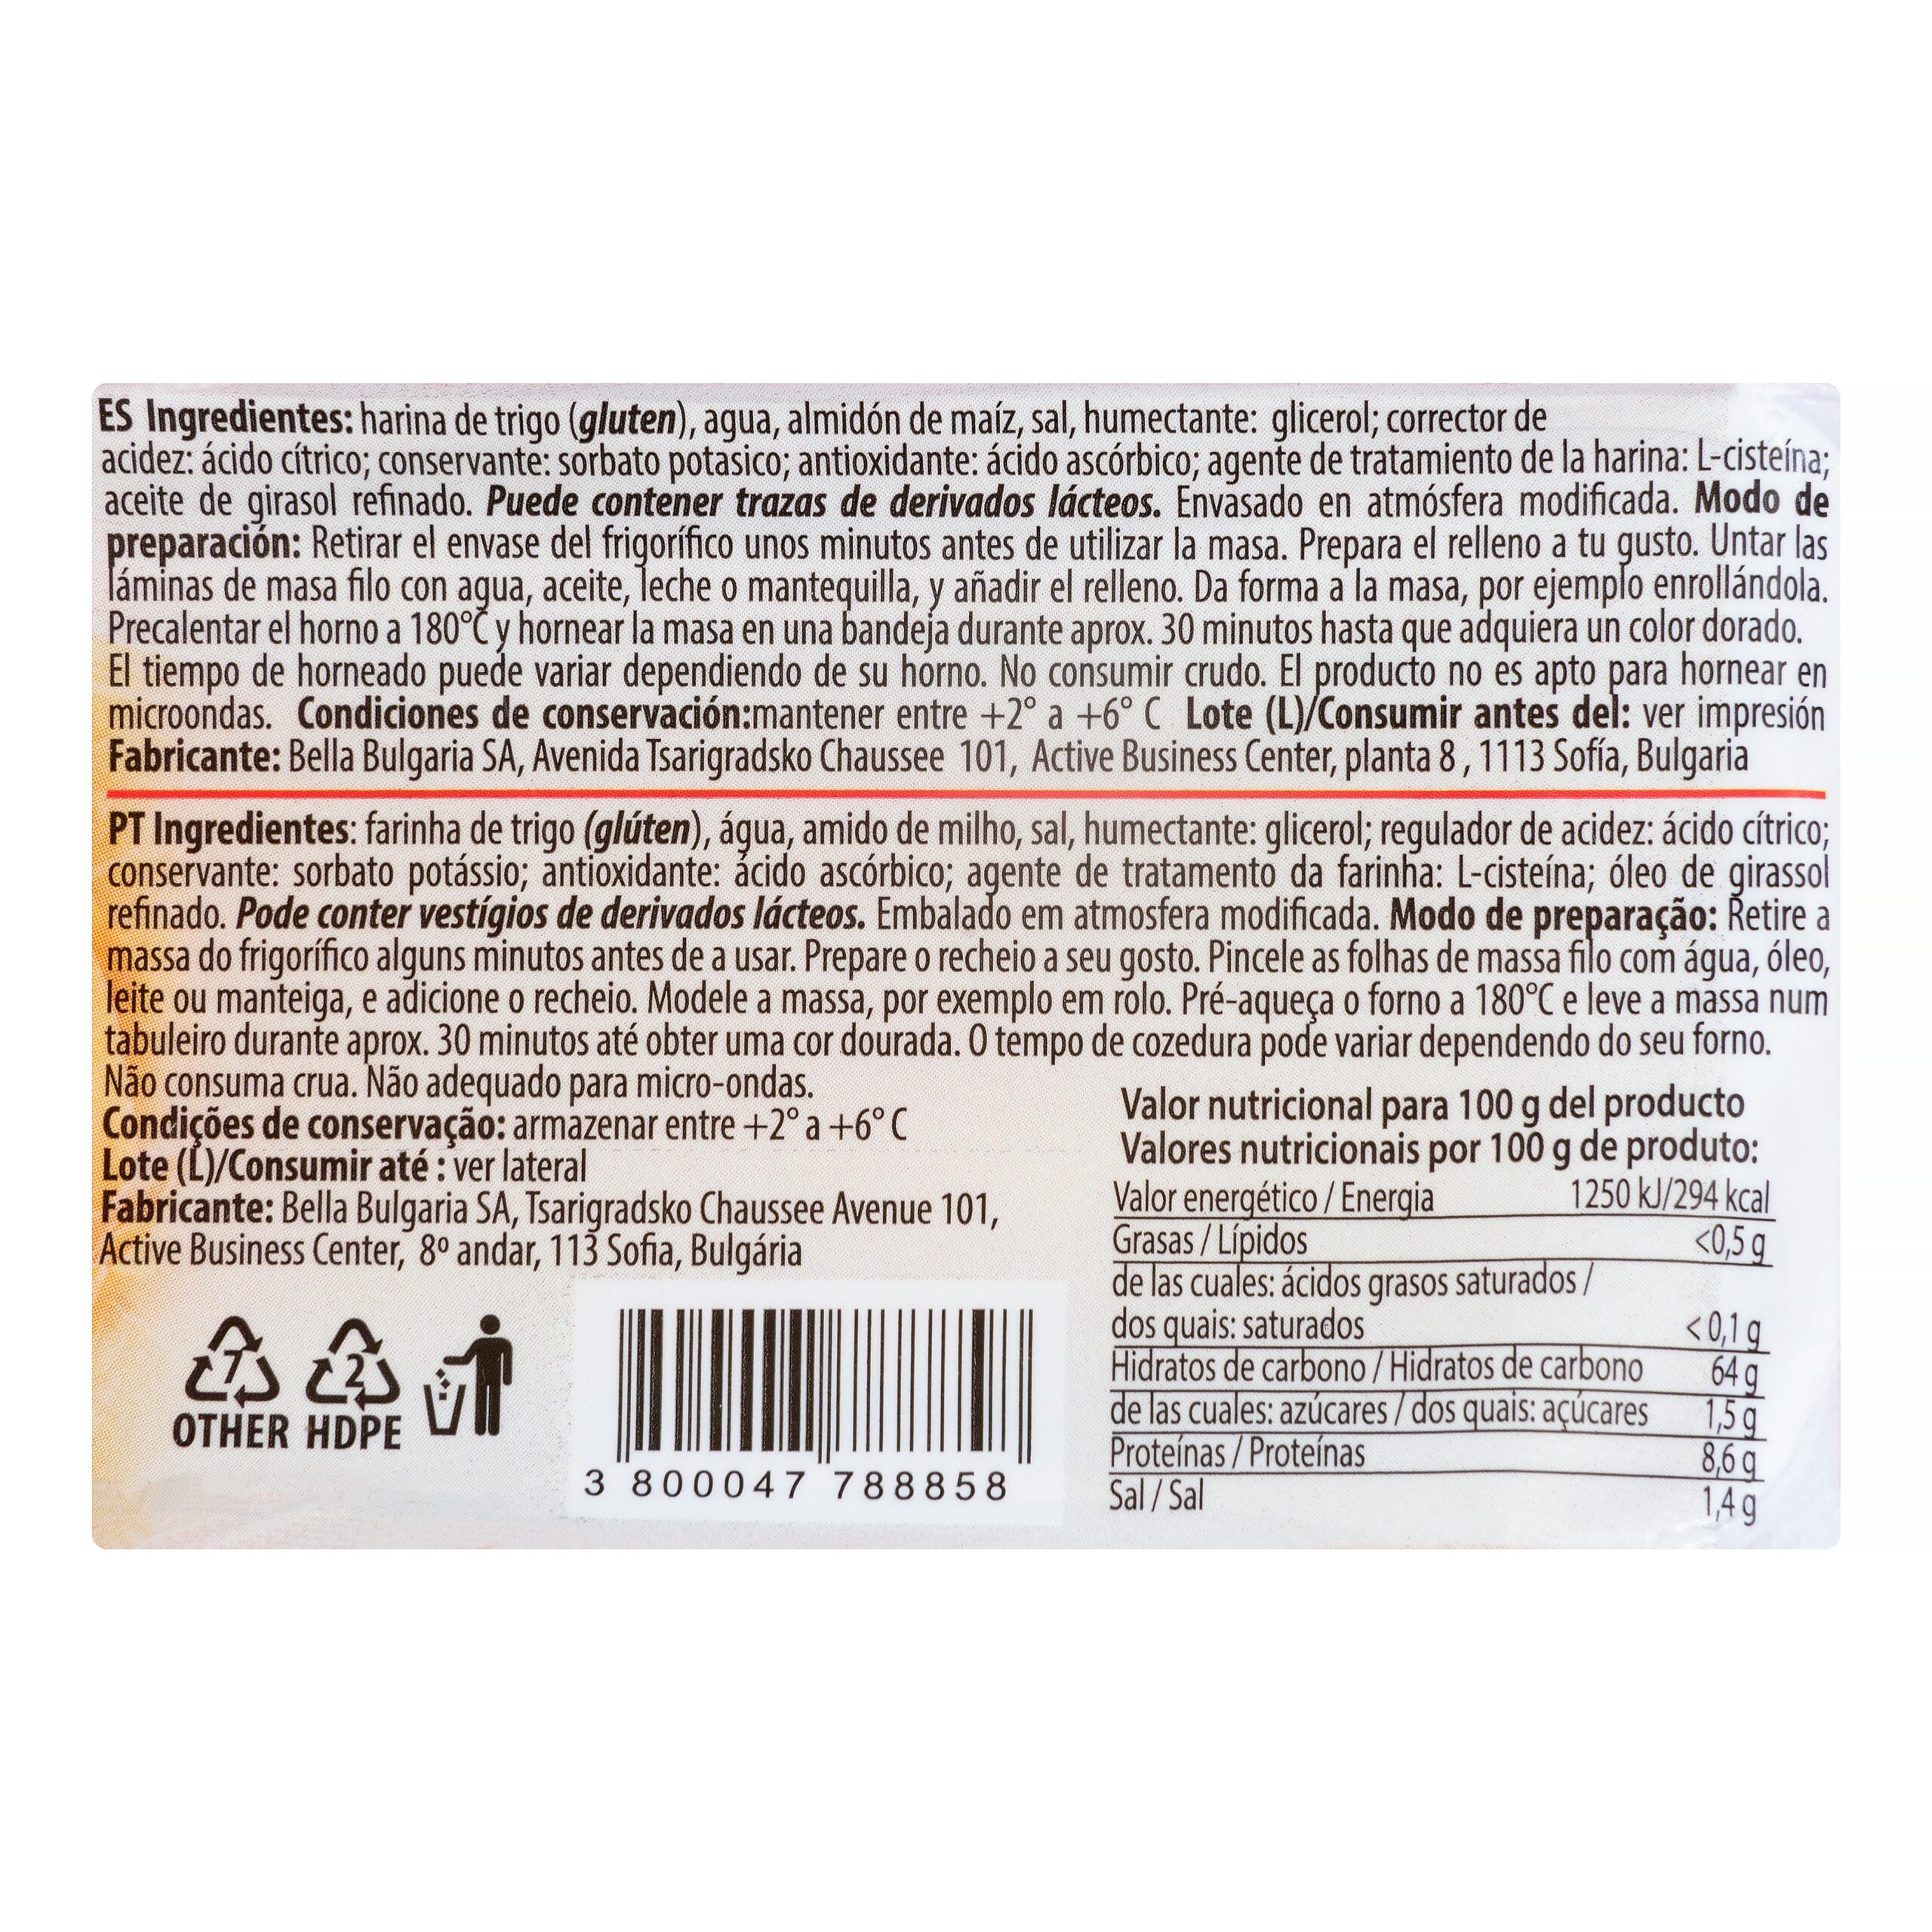 ES Ingredientes: harina de trigo (gluten), agua, almidón de maíz, sal, humectante: glicerol; corrector de
acidez: ácido cítrico; conservante: sorbato potasico; antioxidante: ácido ascórbico; agente de tratamiento de la harina: L-cisteína;
aceite de girasol refinado. Puede contener trazas de derivados lácteos. Envasado en atmósfera modificada. Modo de
preparación: Retirar el envase del frigorífico unos minutos antes de utilizar la masa. Prepara el relleno a tu gusto. Untar las
láminas de masa filo con agua, aceite, leche o mantequilla, y añadir el relleno. Da forma a la masa, por ejemplo enrollándola.
Precalentar el horno a 180°C y hornear la masa en una bandeja durante aprox. 30 minutos hasta que adquiera un color dorado.
El tiempo de horneado puede variar dependiendo de su horno. No consumir crudo. El producto no es apto para hornear en
microondas. Condiciones de conservación:mantener entre +2° a +6° C Lote (L)/Consumir antes del: ver impresión
Fabricante: Bella Bulgaria SA, Avenida Tsarigradsko Chaussee 101, Active Business Center, planta 8 , 1113 Sofía, Bulgaria
PT Ingredientes: farinha de trigo (glúten), água, amido de milho, sal, humectante: glicerol; regulador de acidez: ácido cítrico;
conservante: sorbato potássio; antioxidante: ácido ascórbico; agente de tratamento da farinha: L-cisteína; óleo de girassol
refinado. Pode conter vestígios de derivados lácteos. Embalado em atmosfera modificada. Modo de preparação: Retire a
massa do frigorífico alguns minutos antes de a usar. Prepare o recheio a seu gosto. Pincele as folhas de massa filo com água, óleo,
leite ou manteiga, e adicione o recheio. Modele a massa, por exemplo em rolo. Pré-aqueça o forno a 180°C e leve a massa num
tabuleiro durante aprox. 30 minutos até obter uma cor dourada. O tempo de cozedura pode variar dependendo do seu forno.
Não consuma crua. Não adequado para micro-ondas.
Condições de conservação: armazenar entre +2° a +6° C
Lote (L)/Consumir até : ver lateral
Fabricante: Bella Bulgaria SA, Tsarigradsko Chaussee Avenue 101,
Active Business Center, 8º andar, 113 Sofia, Bulgária
7 2
OTHER HDPE
3 800047 788858
Valor nutricional para 100 g del producto
Valores nutricionais por 100 g de produto:
Valor energético / Energia 1250 kJ/294 kcal
Grasas / Lípidos <0,5 g
de las cuales: ácidos grasos saturados /
dos quais: saturados <0,1 g
Hidratos de carbono / Hidratos de carbono 64 g
de las cuales: azúcares / dos quais: açúcares 1,5 g
Proteínas / Proteínas 8,6 g
Sal / Sal 1,4 g